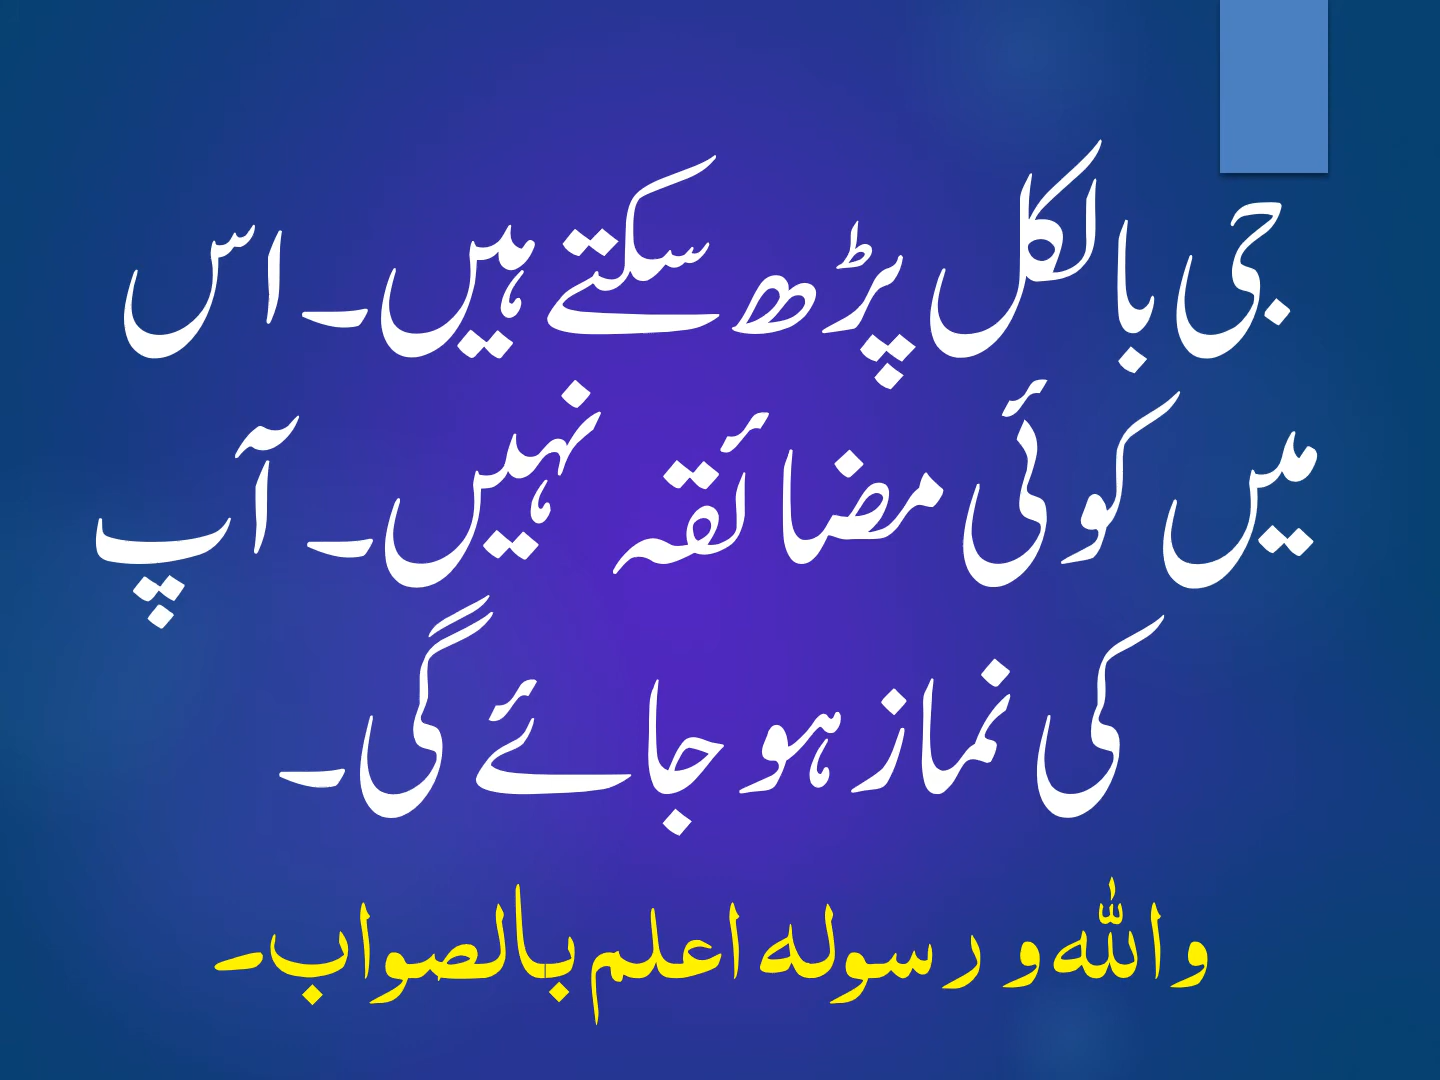 جی بالکل پڑھ سکتے ہیں۔ اس
میں کوئی مضائقہ نہیں۔ آپ
کی نماز ہو جائے گی۔
واللہ و رسولہ اعلم بالصواب۔